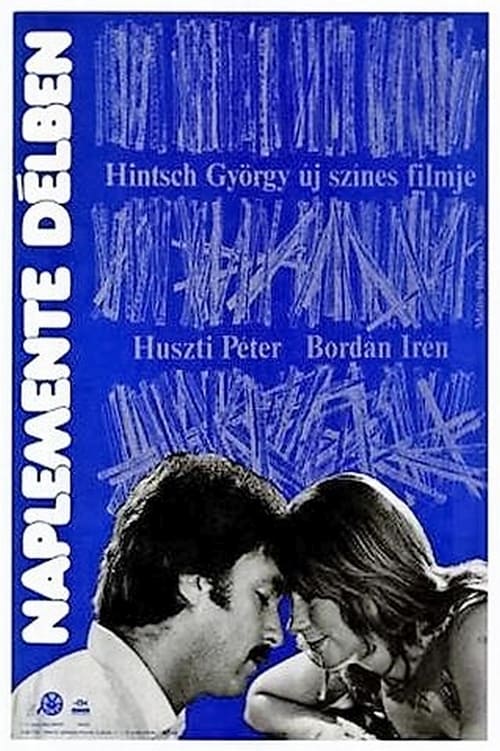 NAPLEMENTE DÉLBEN
Hintsch György új színes filmje
Huszti Péter Bordán Irén